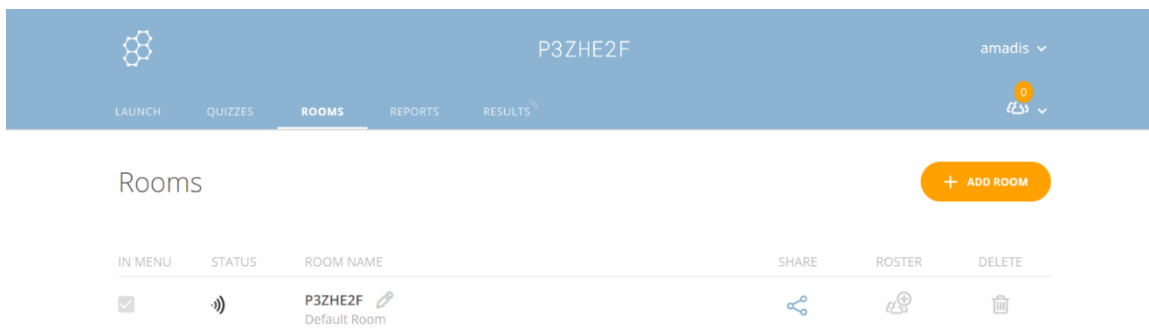 P3ZHE2F
amadis
0
LAUNCH QUIZZES ROOMS REPORTS RESULTS
Rooms
+ ADD ROOM
IN MENU STATUS ROOM NAME SHARE ROSTER DELETE
P3ZHE2F
Default Room